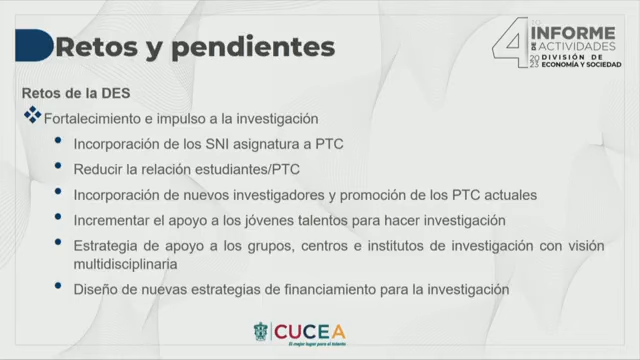 Retos y pendientes
4to INFORME
DE ACTIVIDADES
2023 DIVISIÓN DE
ECONOMÍA Y SOCIEDAD
Retos de la DES
Fortalecimiento e impulso a la investigación
Incorporación de los SNI asignatura a PTC
Reducir la relación estudiantes/PTC
Incorporación de nuevos investigadores y promoción de los PTC actuales
Incrementar el apoyo a los jóvenes talentos para hacer investigación
Estrategia de apoyo a los grupos, centros e institutos de investigación con visión
multidisciplinaria
Diseño de nuevas estrategias de financiamiento para la investigación
CUCEA
El mejor lugar para el talento